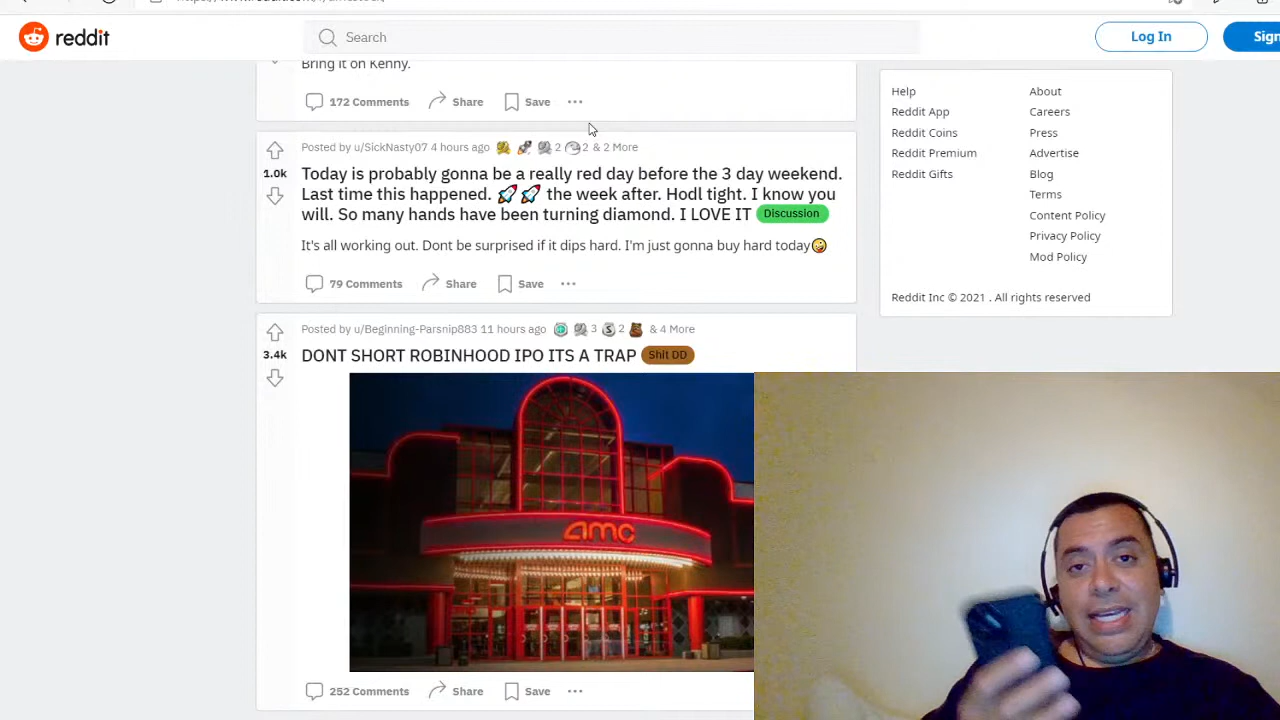 reddit
Search
Log In
Sign
Bring it on Kenny.
172 Comments
Share
Save
Posted by u/SickNasty07 4 hours ago
2
2
& 2 More
1.0k
Today is probably gonna be a really red day before the 3 day weekend.
Last time this happened. 🚀🚀 the week after. Hodl tight. I know you
will. So many hands have been turning diamond. I LOVE IT Discussion
It's all working out. Dont be surprised if it dips hard. I'm just gonna buy hard today🤪
79 Comments
Share
Save
Posted by u/Beginning-Parsnip883 11 hours ago
3
2
& 4 More
3.4k
DONT SHORT ROBINHOOD IPO ITS A TRAP Shit DD
amc
252 Comments
Share
Save
Help
About
Reddit App
Careers
Reddit Coins
Press
Reddit Premium
Advertise
Reddit Gifts
Blog
Terms
Content Policy
Privacy Policy
Mod Policy
Reddit Inc © 2021 . All rights reserved